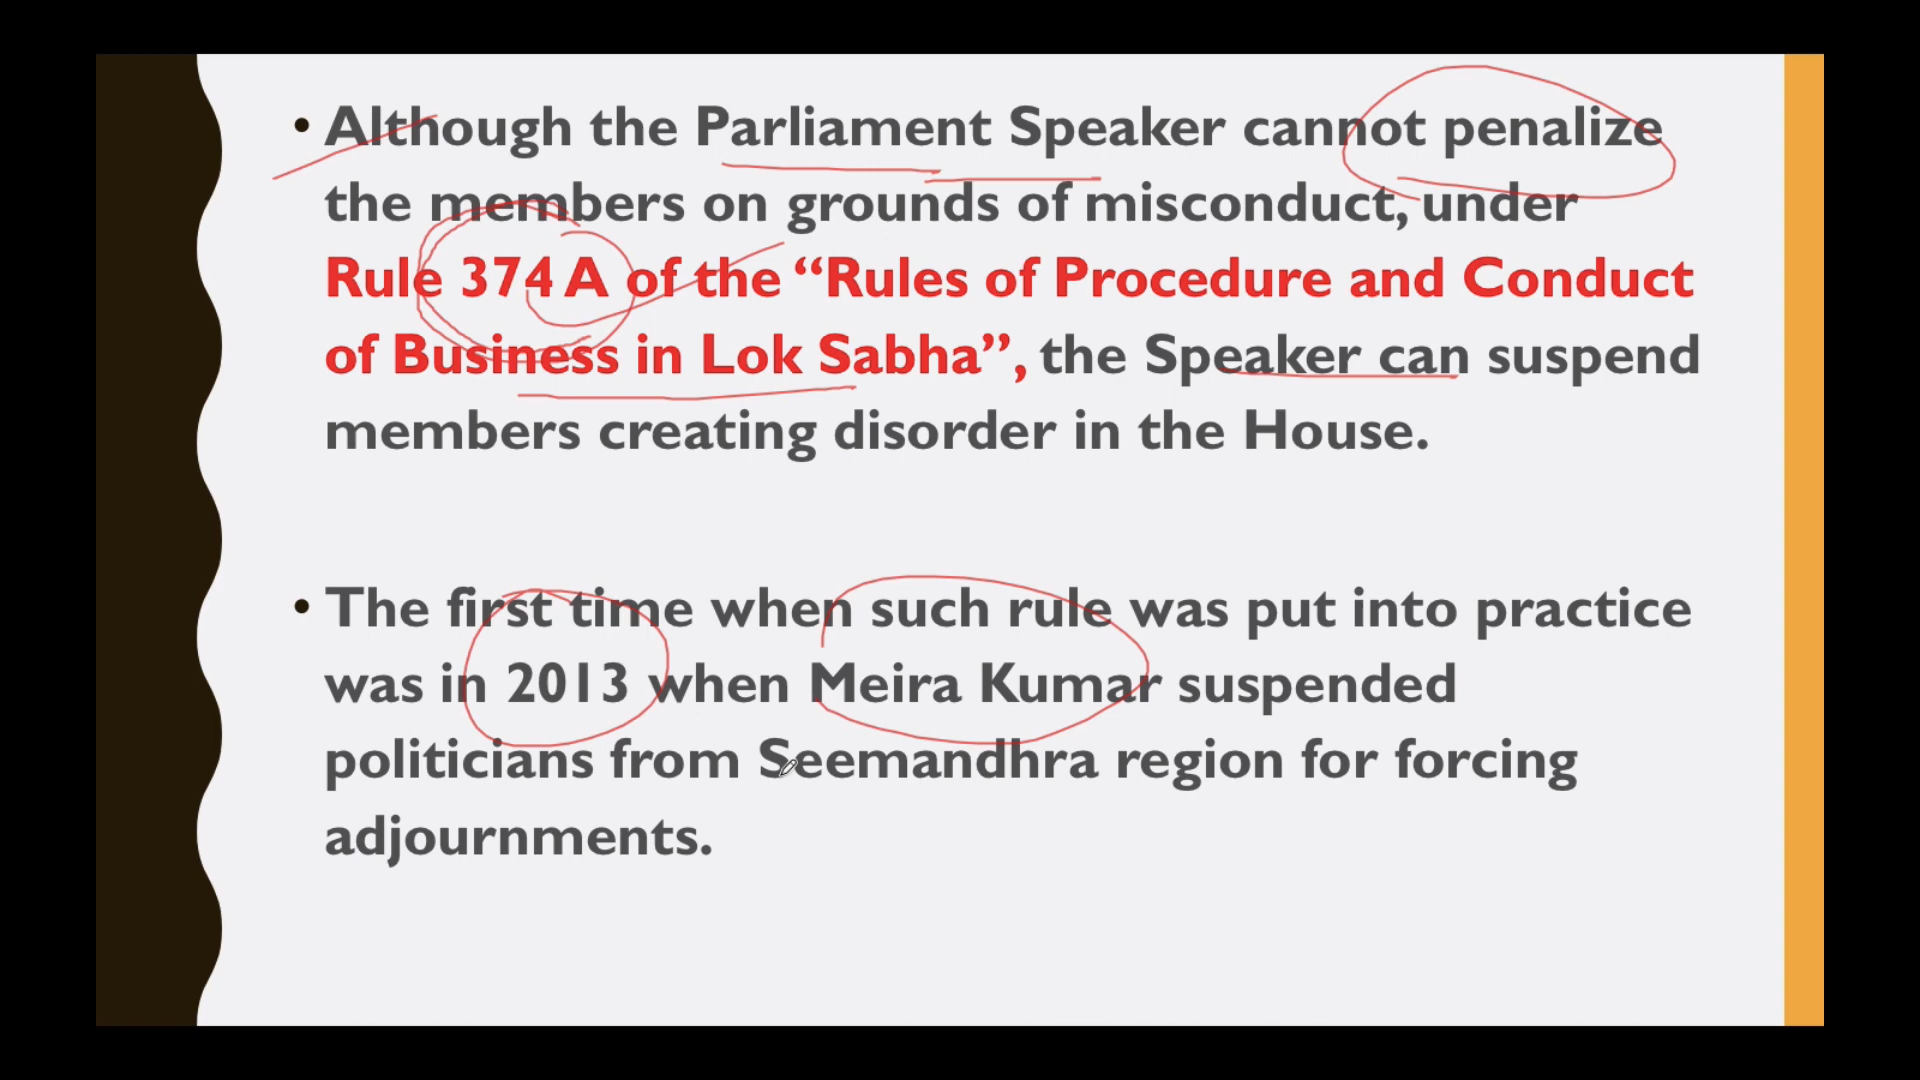 • Although the Parliament Speaker cannot penalize
the members on grounds of misconduct, under
Rule 374 A of the “Rules of Procedure and Conduct
of Business in Lok Sabha”, the Speaker can suspend
members creating disorder in the House.
• The first time when such rule was put into practice
was in 2013 when Meira Kumar suspended
politicians from Seemandhra region for forcing
adjournments.